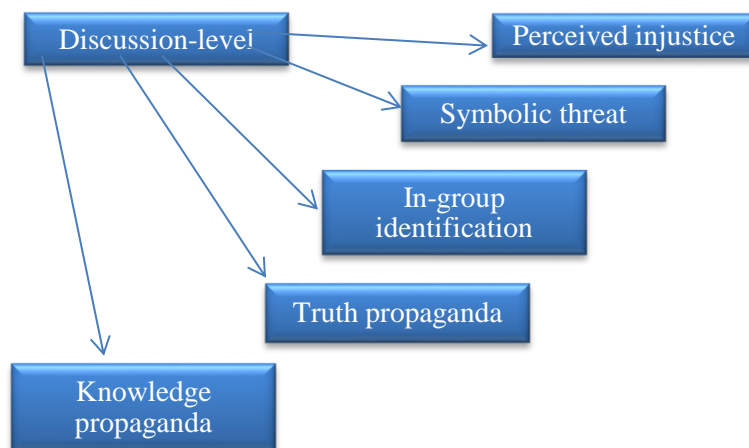 Discussion-level
Perceived injustice
Symbolic threat
In-group
identification
Truth propaganda
Knowledge
propaganda